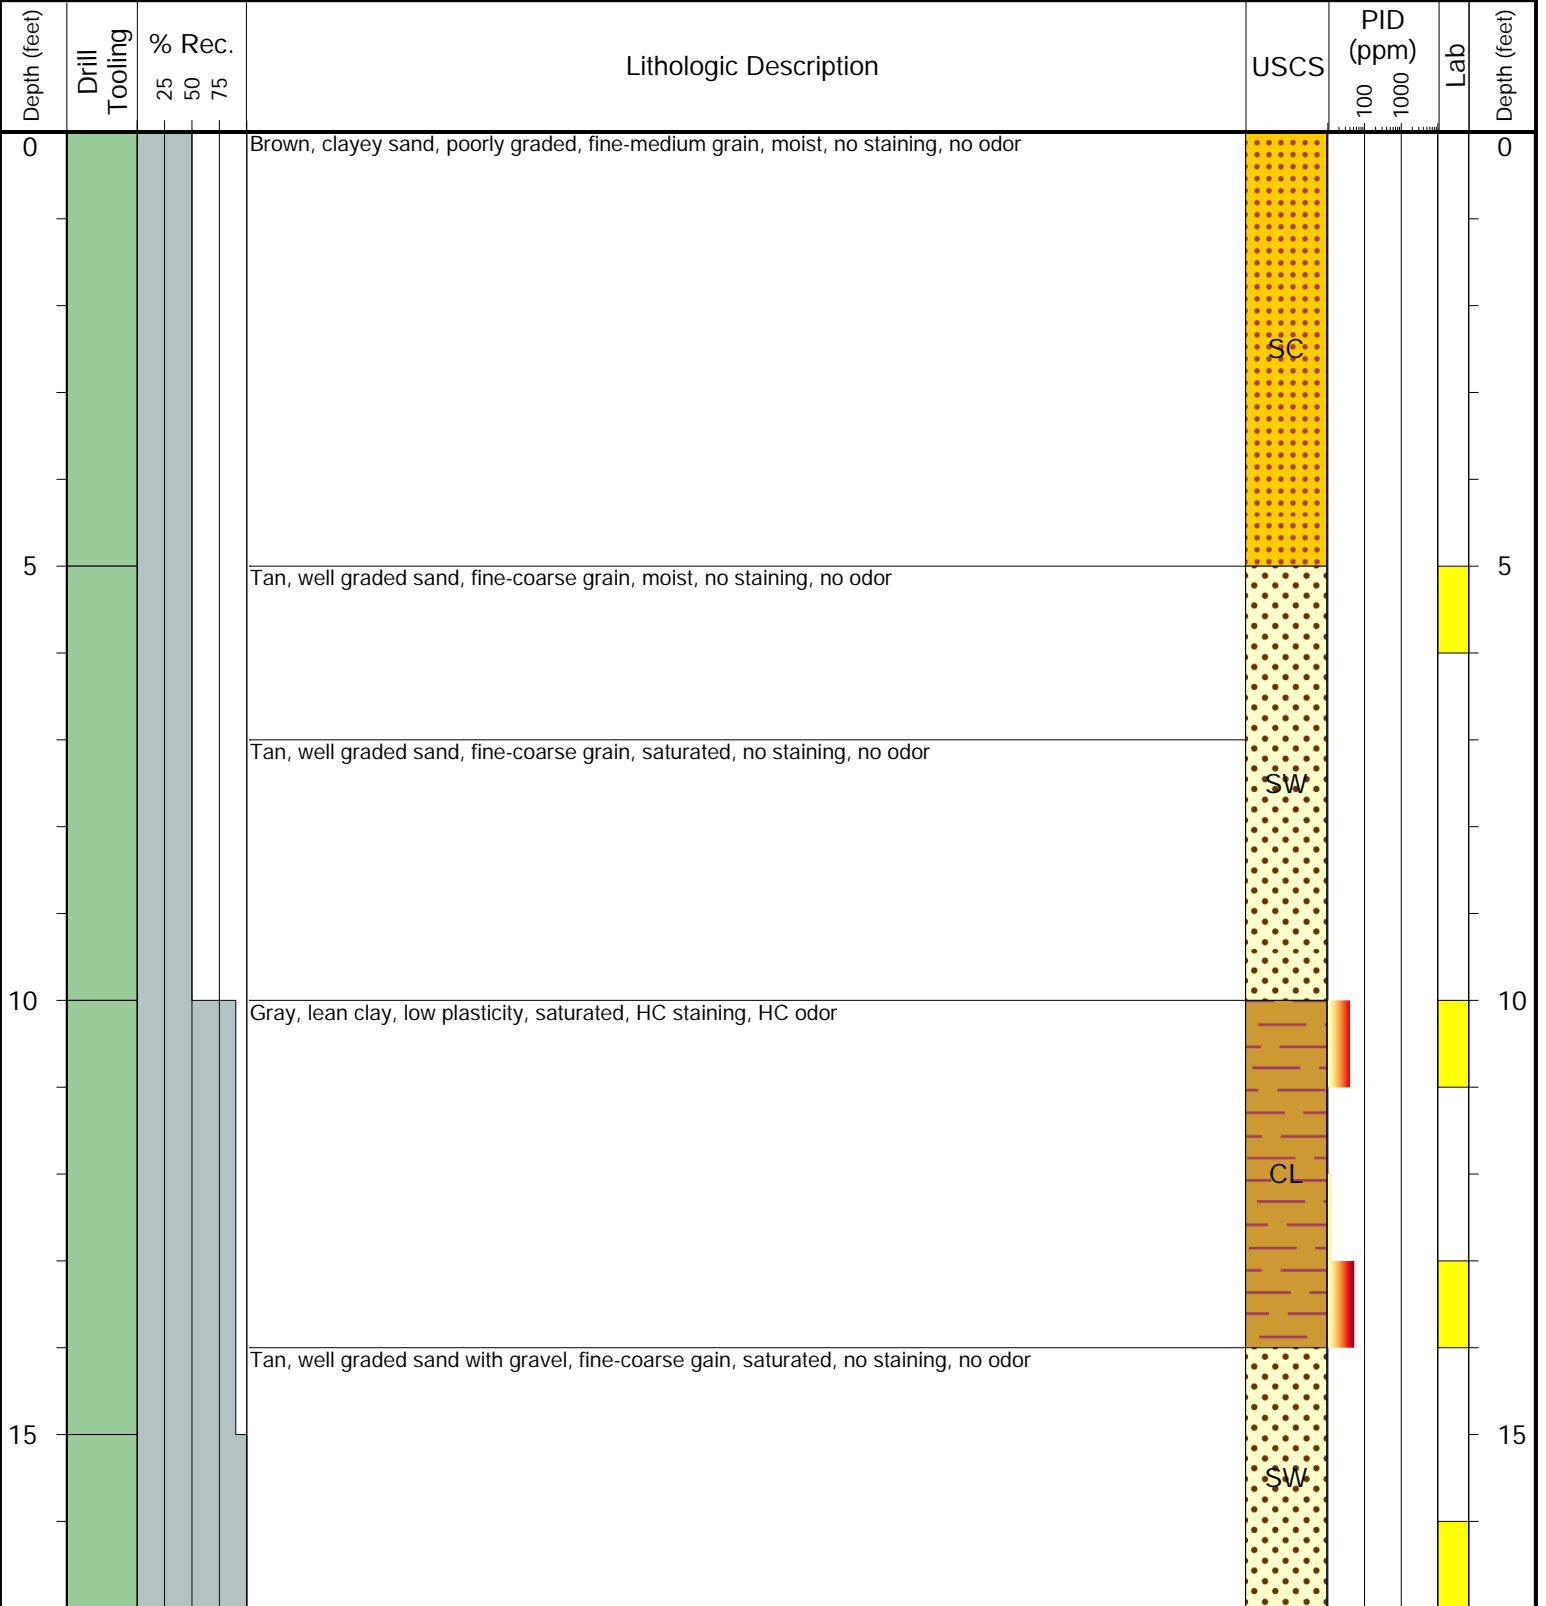 Depth (feet)
Drill
Tooling
% Rec.
25
50
75
Lithologic Description
USCS
PID
(ppm)
100
1000
Lab
Depth (feet)
0
Brown, clayey sand, poorly graded, fine-medium grain, moist, no staining, no odor
0
SC
5
Tan, well graded sand, fine-coarse grain, moist, no staining, no odor
5
Tan, well graded sand, fine-coarse grain, saturated, no staining, no odor
SW
10
Gray, lean clay, low plasticity, saturated, HC staining, HC odor
10
CL
Tan, well graded sand with gravel, fine-coarse gain, saturated, no staining, no odor
15
15
SW